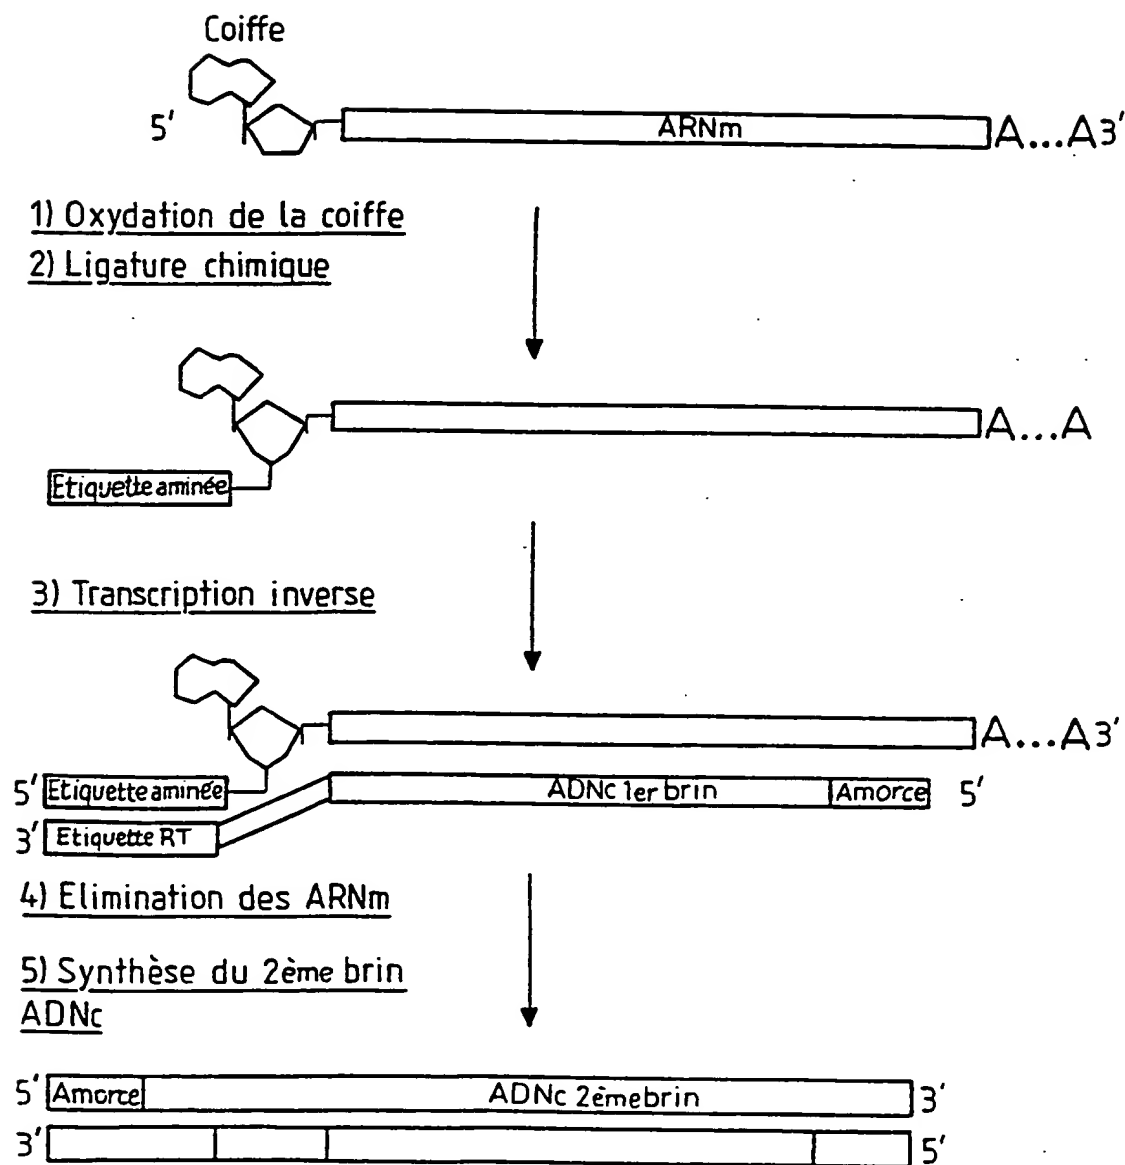 Coiffe
5' ARNm A...A3'
1) Oxydation de la coiffe
2) Ligature chimique
A...A
Etiquette aminée
3) Transcription inverse
A...A3'
5' Etiquette aminée ADNc 1er brin Amorce 5'
3' Etiquette RT
4) Elimination des ARNm
5) Synthèse du 2ème brin
ADNc
5' Amorce ADNc 2ème brin 3'
3' 5'